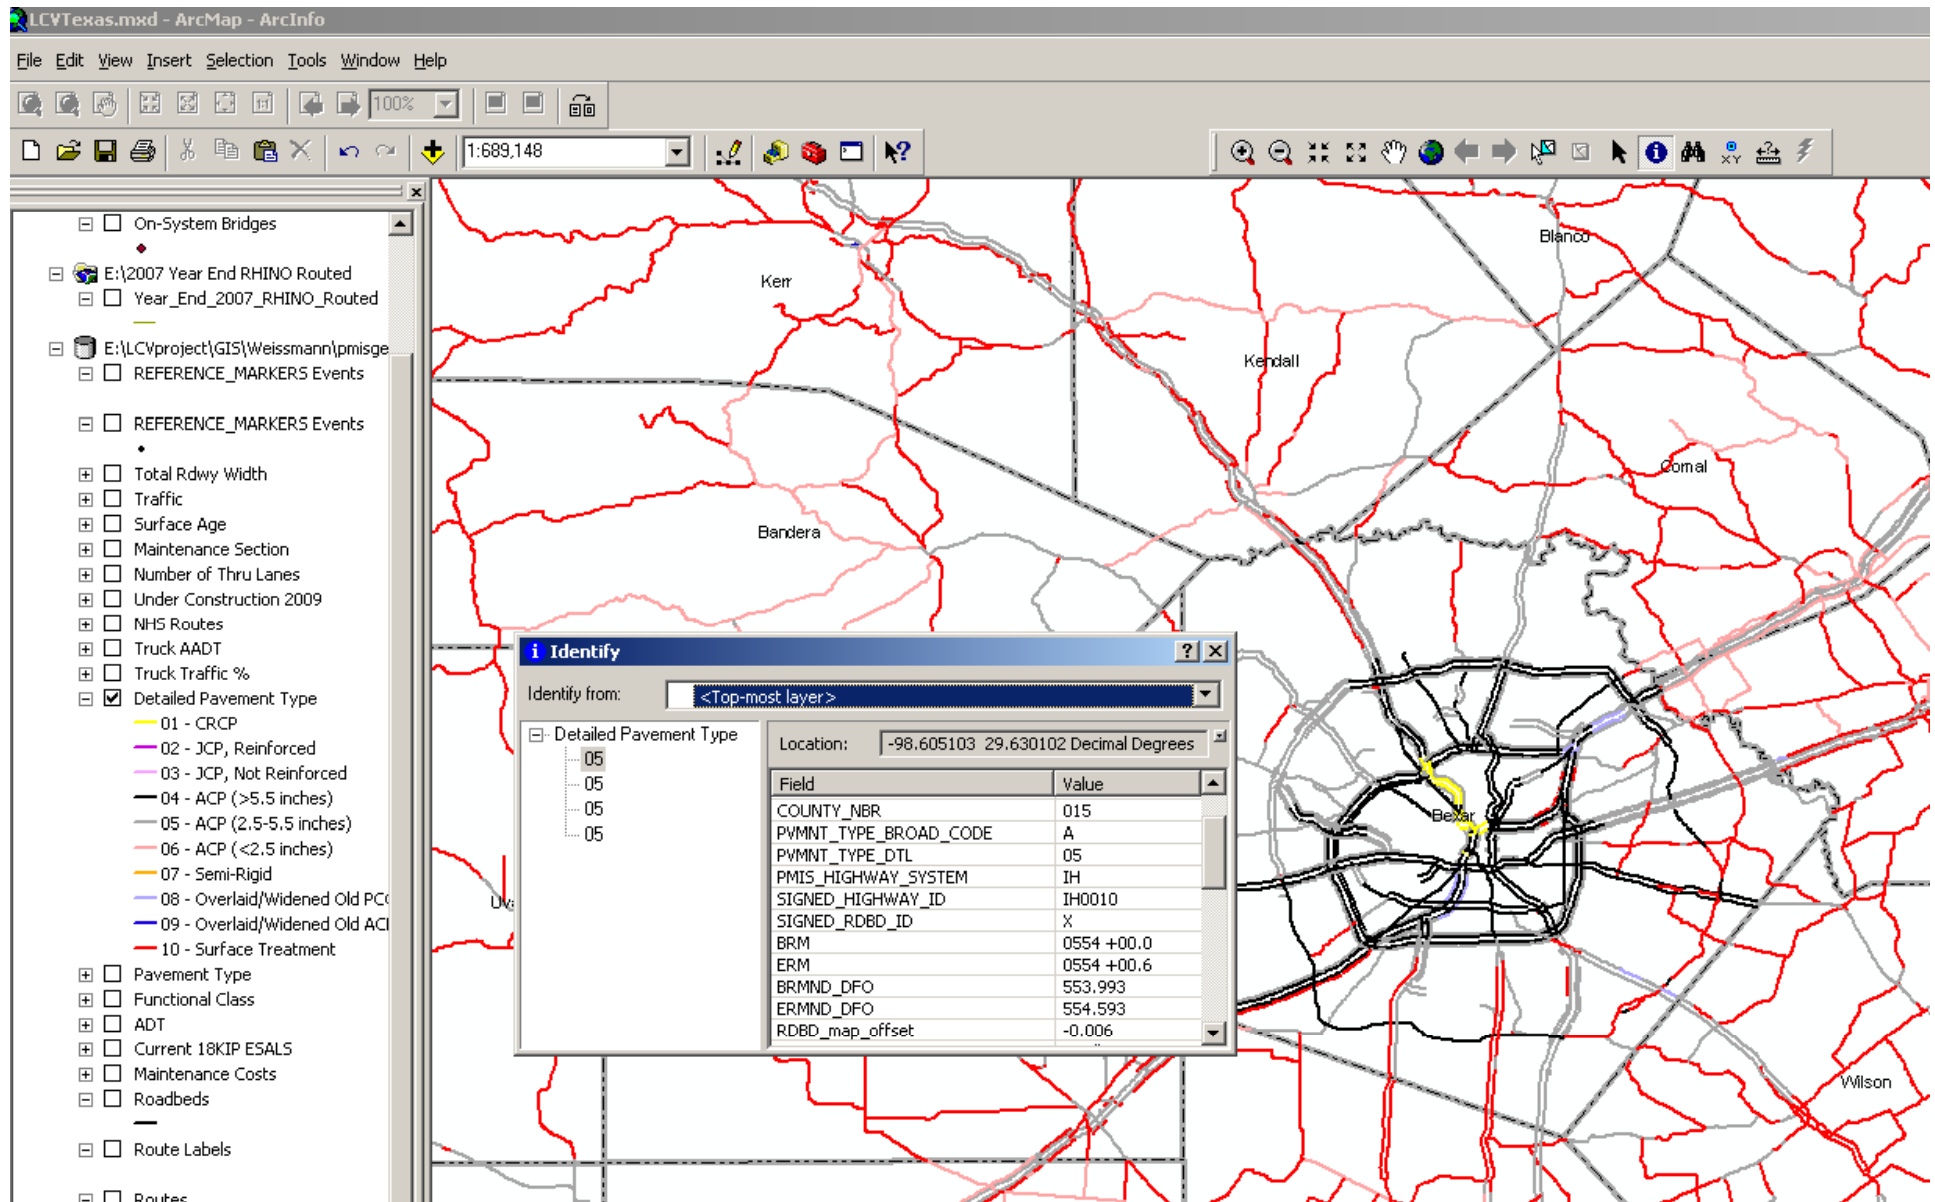 LCVTexas.mxd - ArcMap - ArcInfo
File Edit View Insert Selection Tools Window Help
1:1 100%
1:689,148
XY
On-System Bridges
E:\2007 Year End RHINO Routed
Year_End_2007_RHINO_Routed
E:\LCVproject\GIS\Weissmann\pmisge
REFERENCE_MARKERS Events
REFERENCE_MARKERS Events
Total Rdwy Width
Traffic
Surface Age
Maintenance Section
Number of Thru Lanes
Under Construction 2009
NHS Routes
Truck AADT
Truck Traffic %
Detailed Pavement Type
01 - CRCP
02 - JCP, Reinforced
03 - JCP, Not Reinforced
04 - ACP (>5.5 inches)
05 - ACP (2.5-5.5 inches)
06 - ACP (<2.5 inches)
07 - Semi-Rigid
08 - Overlaid/Widened Old PC
09 - Overlaid/Widened Old ACI
10 - Surface Treatment
Pavement Type
Functional Class
ADT
Current 18KIP ESALS
Maintenance Costs
Roadbeds
Route Labels
Routes
Blanco
Kerr
Kendall
Comal
Bandera
Bexar
Uv
Wilson
Identify
Identify from: <Top-most layer>
Detailed Pavement Type
05
05
05
05
Location: -98.605103 29.630102 Decimal Degrees
Field Value
COUNTY_NBR 015
PVMNT_TYPE_BROAD_CODE A
PVMNT_TYPE_DTL 05
PMIS_HIGHWAY_SYSTEM IH
SIGNED_HIGHWAY_ID IH0010
SIGNED_RDBD_ID X
BRM 0554 +00.0
ERM 0554 +00.6
BRMND_DFO 553.993
ERMND_DFO 554.593
RDBD_map_offset -0.006